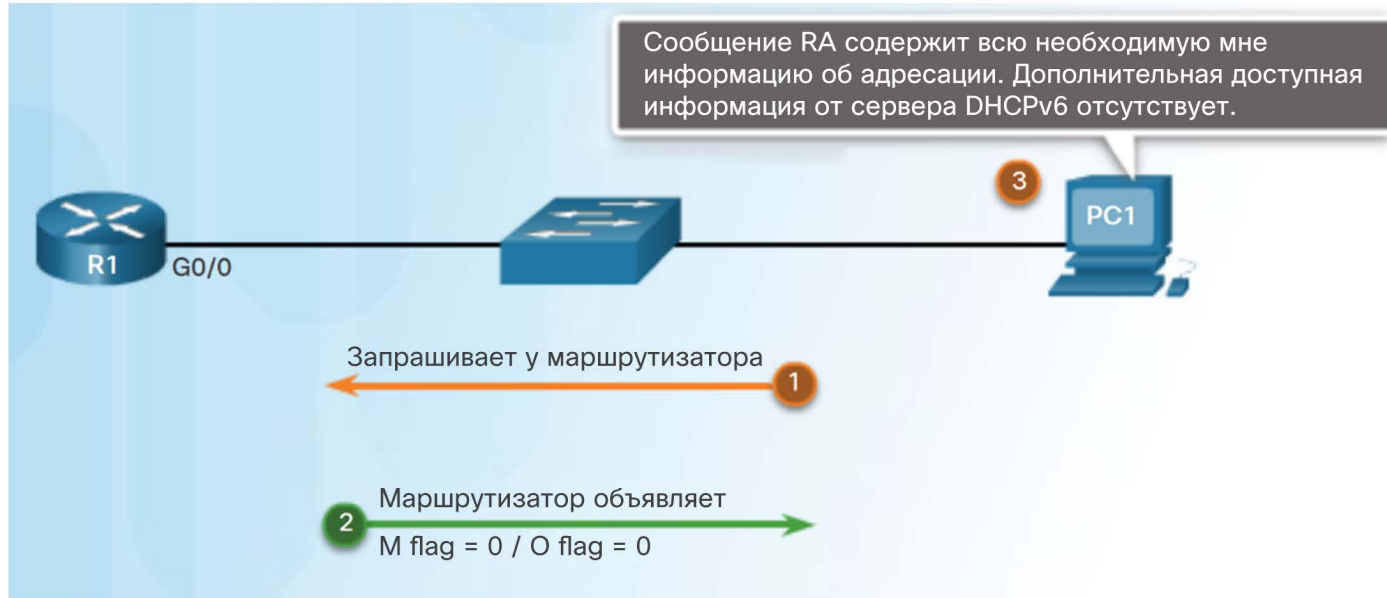 Сообщение RA содержит всю необходимую мне
информацию об адресации. Дополнительная доступная
информация от сервера DHCPv6 отсутствует.
3
PC1
R1
G0/0
Запрашивает у маршрутизатора
1
Маршрутизатор объявляет
2
M flag = 0 / O flag = 0